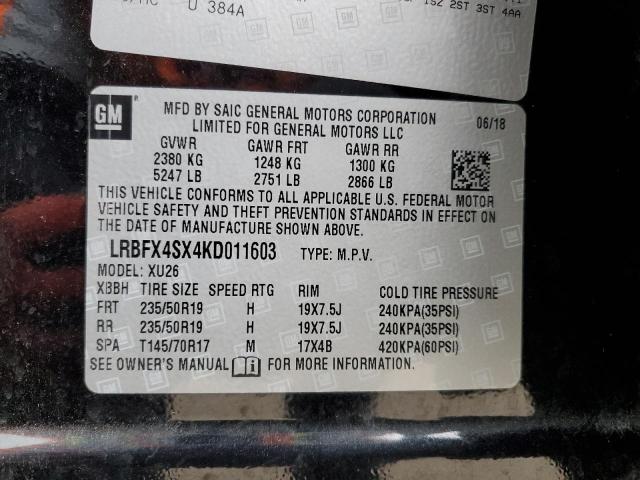 U 384A
1SZ 2ST 3ST 4AA
GM
MFD BY SAIC GENERAL MOTORS CORPORATION
LIMITED FOR GENERAL MOTORS LLC
06/18
GVWR GAWR FRT GAWR RR
2380 KG 1248 KG 1300 KG
5247 LB 2751 LB 2866 LB
THIS VEHICLE CONFORMS TO ALL APPLICABLE U.S. FEDERAL MOTOR
VEHICLE SAFETY AND THEFT PREVENTION STANDARDS IN EFFECT ON
THE DATE OF MANUFACTURE SHOWN ABOVE.
LRBFX4SX4KD011603 TYPE: M.P.V.
MODEL: XU26
XBBH TIRE SIZE SPEED RTG RIM COLD TIRE PRESSURE
FRT 235/50R19 H 19X7.5J 240KPA(35PSI)
RR 235/50R19 H 19X7.5J 240KPA(35PSI)
SPA T145/70R17 M 17X4B 420KPA(60PSI)
SEE OWNER'S MANUAL FOR MORE INFORMATION.